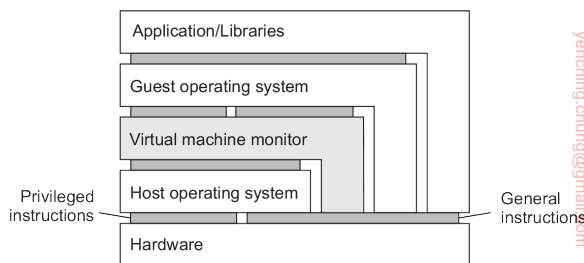 Application/Libraries
Guest operating system
Virtual machine monitor
Host operating system
Privileged
instructions
General
instructions
Hardware
yencning.chung@gmail.com